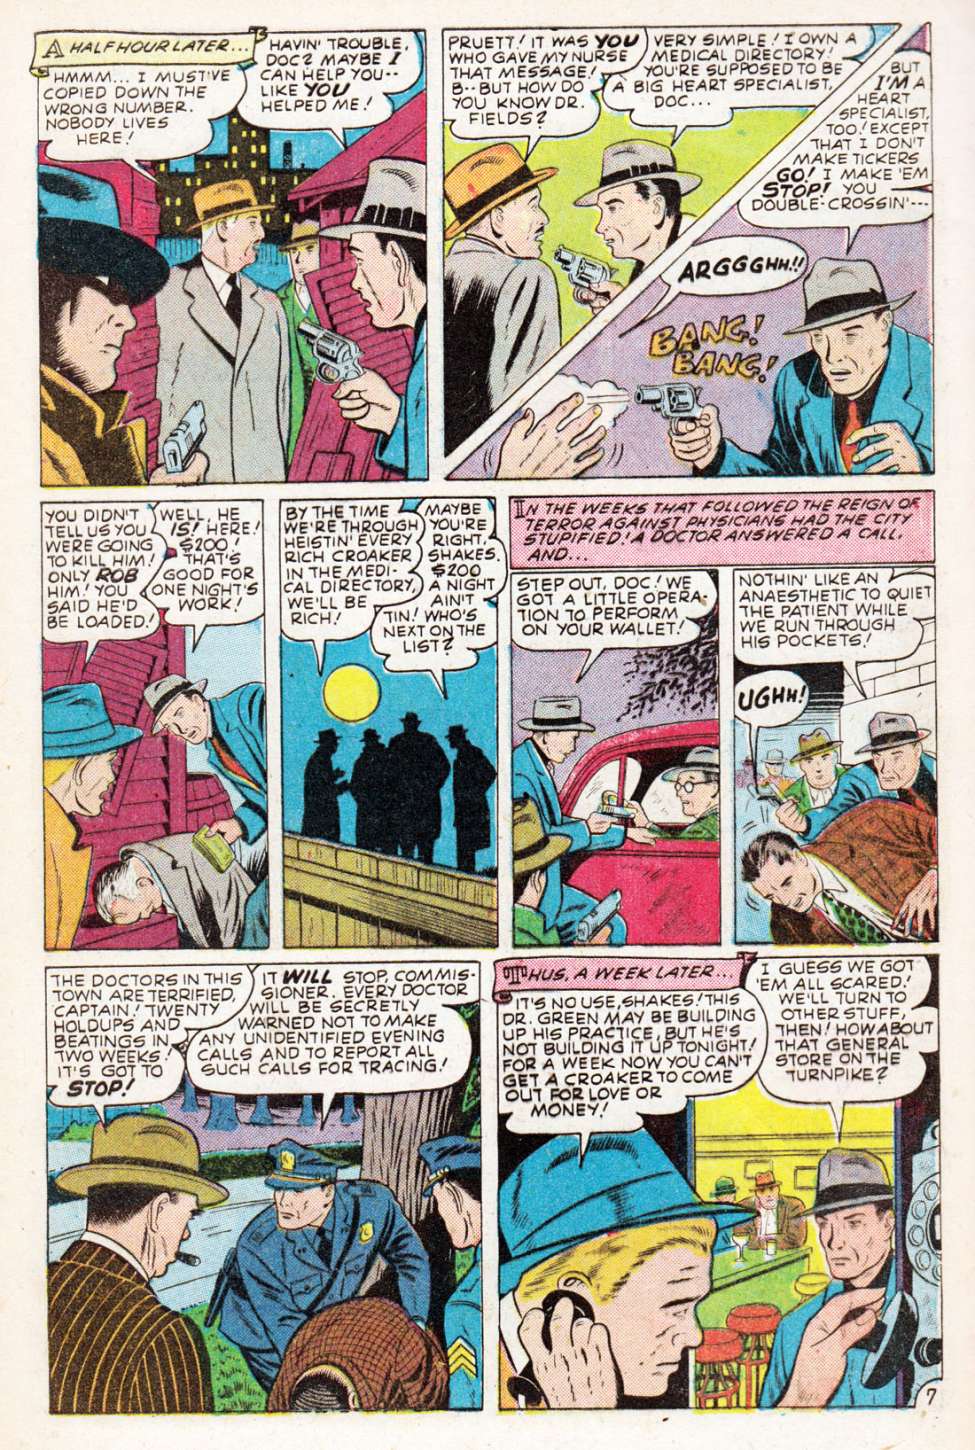 A HALF HOUR LATER...
HMMM... I MUST'VE
COPIED DOWN THE
WRONG NUMBER.
NOBODY LIVES
HERE!
HAVIN' TROUBLE,
DOC? MAYBE I
CAN HELP YOU--
LIKE YOU
HELPED ME!
PRUETT! IT WAS YOU
WHO GAVE MY NURSE
THAT MESSAGE!
B--BUT HOW DO
YOU KNOW DR.
FIELDS?
VERY SIMPLE! I OWN A
MEDICAL DIRECTORY!
YOU'RE SUPPOSED TO BE
A BIG HEART SPECIALIST,
DOC...
BUT
I'M A
HEART
SPECIALIST,
TOO! EXCEPT
THAT I DON'T
MAKE TICKERS
GO! I MAKE 'EM
STOP! YOU
DOUBLE-CROSSIN'---
ARGGGHH!!
BANG!
BANG!
YOU DIDN'T
TELL US YOU
WERE GOING
TO KILL HIM!
ONLY ROB
HIM! YOU
SAID HE'D
BE LOADED!
WELL, HE
IS! HERE!
$200!
THAT'S
GOOD FOR
ONE NIGHT'S
WORK!
BY THE TIME
WE'RE THROUGH
HEISTIN' EVERY
RICH CROAKER
IN THE MEDI-
CAL DIRECTORY,
WE'LL BE
RICH!
MAYBE
YOU'RE
RIGHT,
SHAKES.
$200
A NIGHT
AIN'T
TIN! WHO'S
NEXT ON THE
LIST?
IN THE WEEKS THAT FOLLOWED THE REIGN OF
TERROR AGAINST PHYSICIANS HAD THE CITY
STUPIFIED! A DOCTOR ANSWERED A CALL,
AND...
STEP OUT, DOC! WE
GOT A LITTLE OPERA-
TION TO PERFORM
ON YOUR WALLET!
NOTHIN' LIKE AN
ANAESTHETIC TO QUIET
THE PATIENT WHILE
WE RUN THROUGH
HIS POCKETS!
UGHH!
THE DOCTORS IN THIS
TOWN ARE TERRIFIED,
CAPTAIN! TWENTY
HOLDUPS AND
BEATINGS IN
TWO WEEKS!
IT'S GOT TO
STOP!
IT WILL STOP, COMMIS-
SIONER. EVERY DOCTOR
WILL BE SECRETLY
WARNED NOT TO MAKE
ANY UNIDENTIFIED EVENING
CALLS AND TO REPORT ALL
SUCH CALLS FOR TRACING!
THUS, A WEEK LATER...
IT'S NO USE, SHAKES! THIS
DR. GREEN MAY BE BUILDING
UP HIS PRACTICE, BUT HE'S
NOT BUILDING IT UP TONIGHT!
FOR A WEEK NOW YOU CAN'T
GET A CROAKER TO COME
OUT FOR LOVE OR
MONEY!
I GUESS WE GOT
'EM ALL SCARED!
WE'LL TURN TO
OTHER STUFF,
THEN! HOW ABOUT
THAT GENERAL
STORE ON THE
TURNPIKE?
7